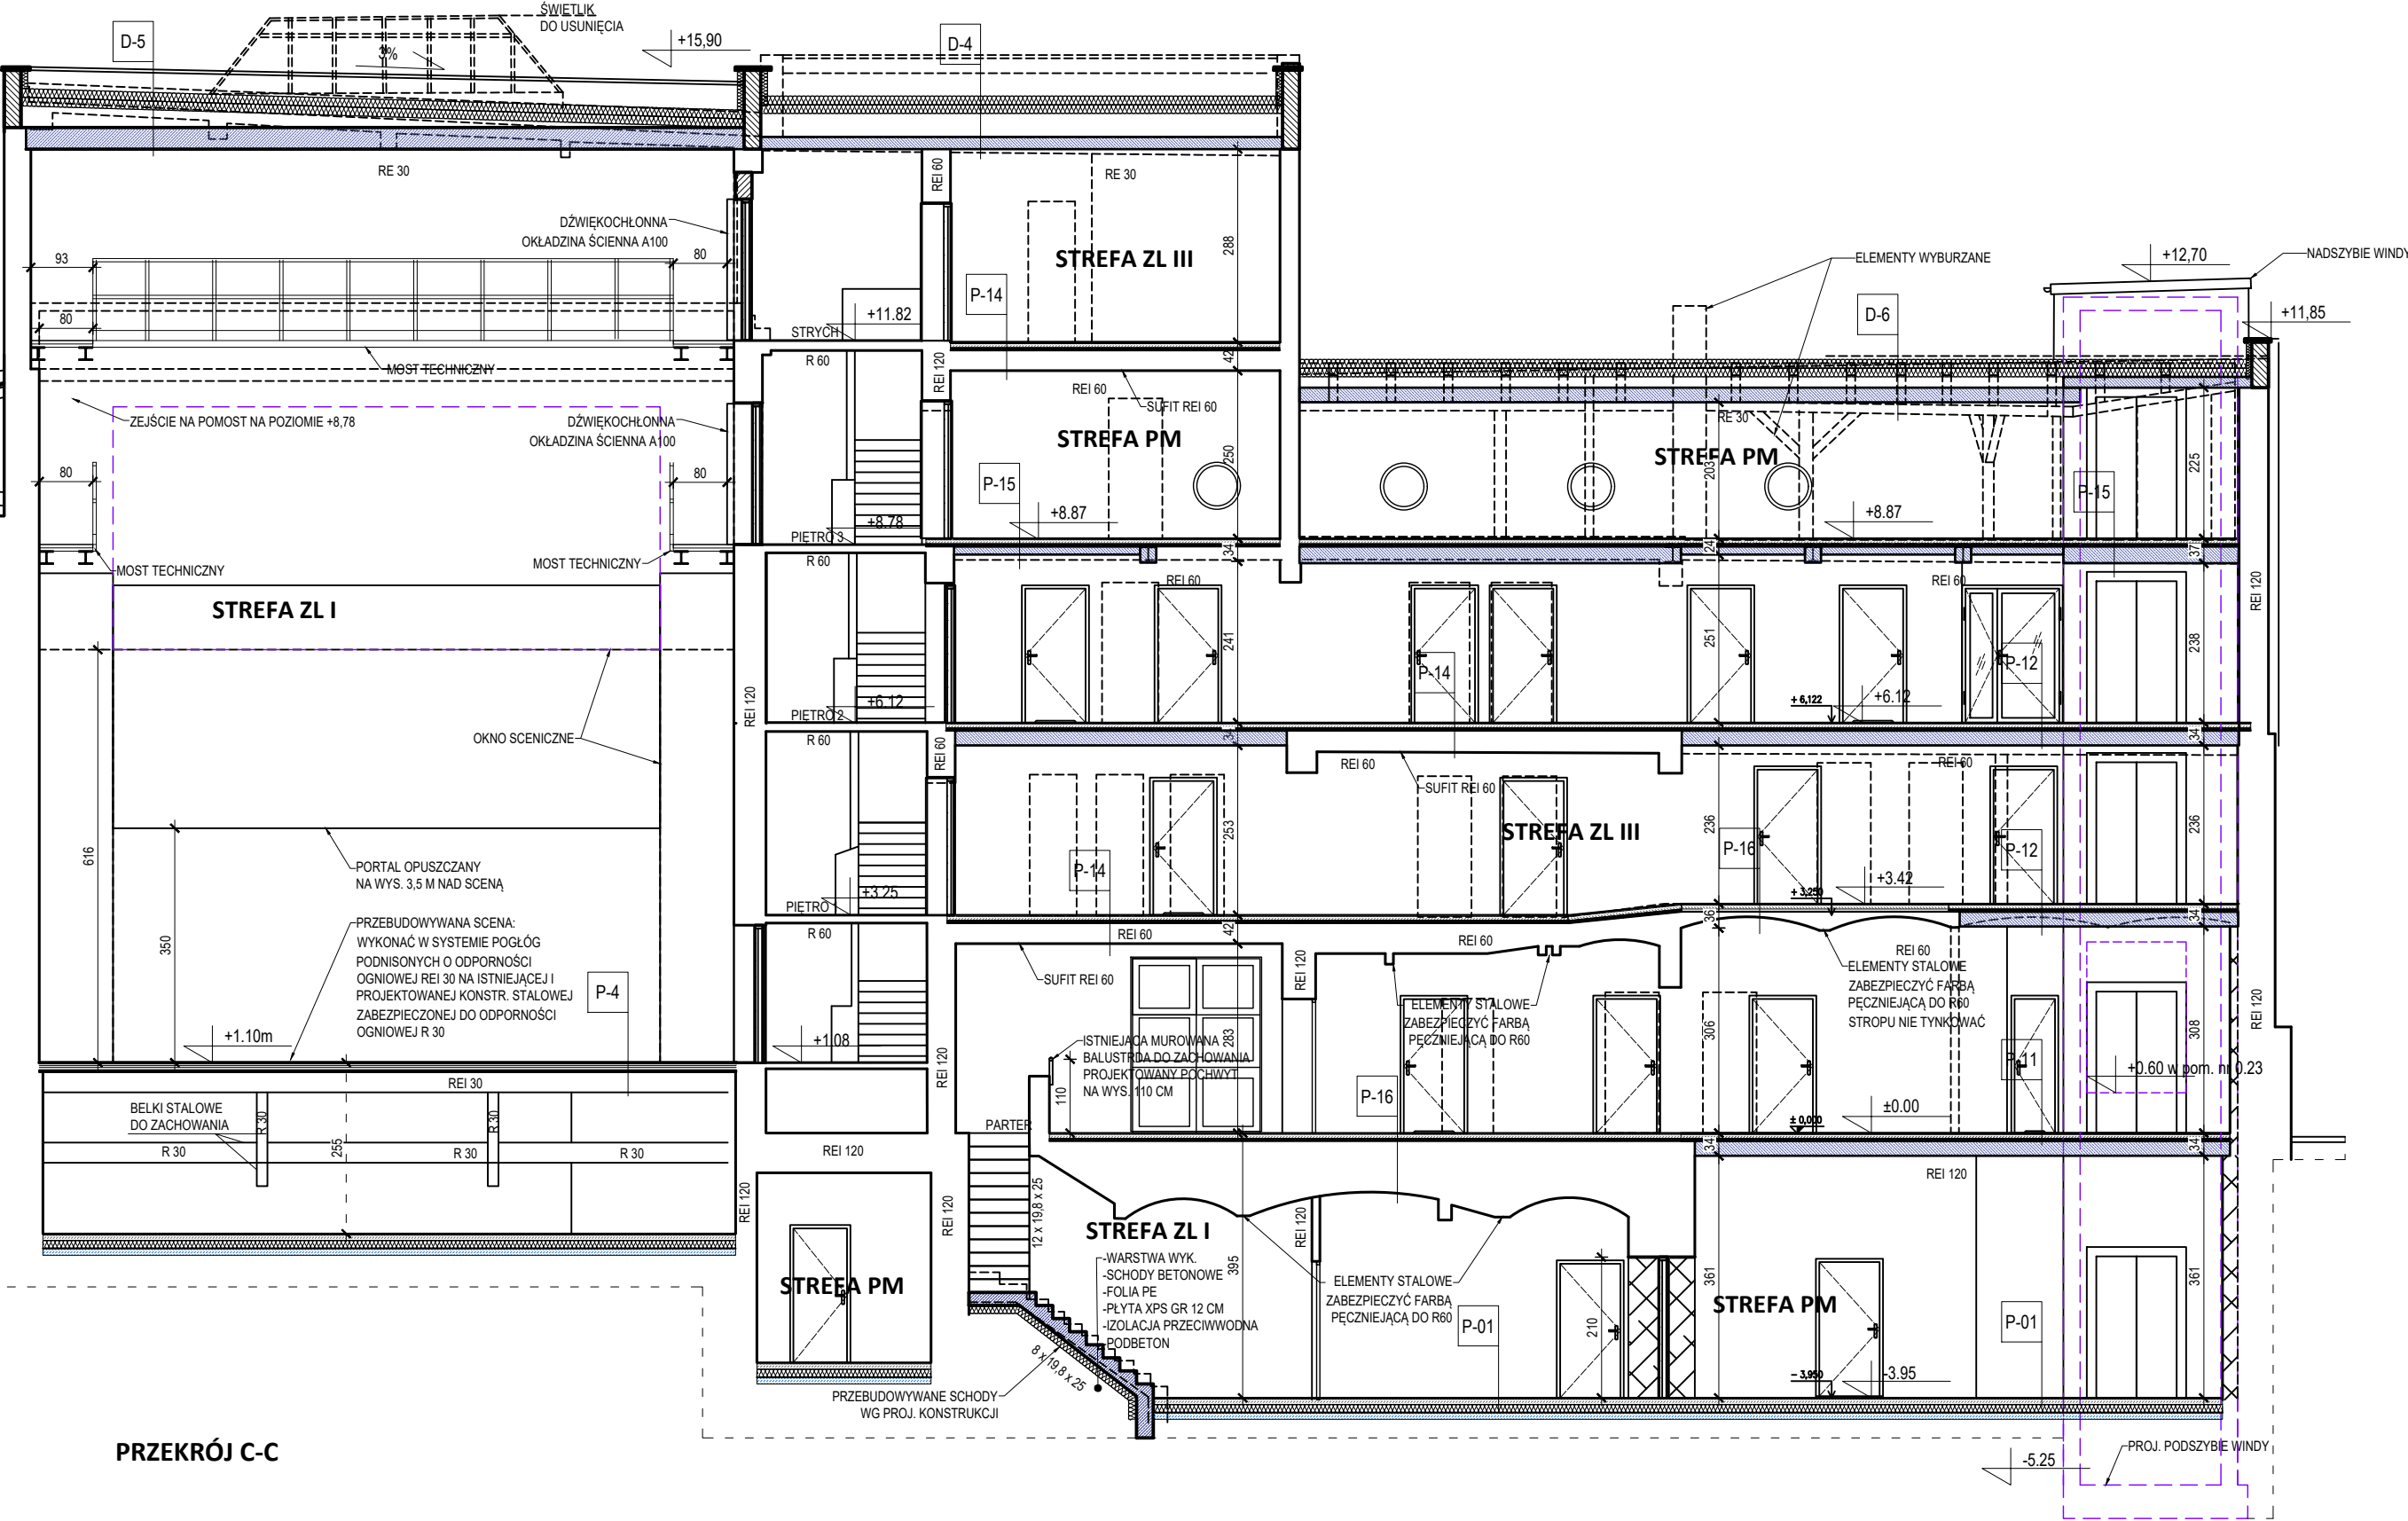 ŚWIETLIK
DO USUNIĘCIA
D-5
3%
+15,90
D-4
RE 30
REI 60
RE 30
DŹWIĘKOCHŁONNA
OKŁADZINA ŚCIENNA A100
93
80
288
STREFA ZL III
ELEMENTY WYBURZANE
+12,70
NADSZYBIE WINDY
P-14
D-6
+11,85
80
+11.82
STRYCH
MOST TECHNICZNY
R 60
REI 120
42
REI 60
SUFIT REI 60
RE 30
ZEJŚCIE NA POMOST NA POZIOMIE +8,78
DŹWIĘKOCHŁONNA
OKŁADZINA ŚCIENNA A100
STREFA PM
250
STREFA PM
203
225
80
80
P-15
P-15
+8.87
+8.87
+8.78
PIĘTRO 3
34
24
37
MOST TECHNICZNY
MOST TECHNICZNY
R 60
REI 60
REI 60
REI 120
STREFA ZL I
241
251
238
P-14
P-12
REI 120
+6.12
PIĘTRO 2
+ 6,122
+6.12
OKNO SCENICZNE
R 60
REI 60
34
34
REI 60
REI 60
SUFIT REI 60
616
253
STREFA ZL III
236
236
P-14
P-16
P-12
PORTAL OPUSZCZANY
NA WYS. 3,5 M NAD SCENĄ
+3.25
PIĘTRO
+ 3,250
+3.42
350
PRZEBUDOWYWANA SCENA:
WYKONAĆ W SYSTEMIE POGŁÓG
PODNISONYCH O ODPORNOŚCI
OGNIOWEJ REI 30 NA ISTNIEJĄCEJ I
PROJEKTOWANEJ KONSTR. STALOWEJ
ZABEZPIECZONEJ DO ODPORNOŚCI
OGNIOWEJ R 30
P-4
R 60
42
REI 60
REI 60
36
34
SUFIT REI 60
REI 120
REI 60
ELEMENTY STALOWE
ZABEZPIECZYĆ FARBĄ
PĘCZNIEJĄCĄ DO R60
STROPU NIE TYNKOWAĆ
REI 120
ELEMENTY STALOWE
ZABEZPIECZYĆ FARBĄ
PĘCZNIEJĄCĄ DO R60
+1.10m
+1.08
REI 120
ISTNIEJĄCA MUROWANA
BALUSTRDA DO ZACHOWANIA
PROJEKTOWANY POCHWYT
NA WYS. 110 CM
283
306
308
P-11
+0.60 w pom. nr 0.23
110
P-16
REI 30
BELKI STALOWE
DO ZACHOWANIA
R 30
R 30
255
R 30
R 30
R 30
PARTER
± 0,000
±0.00
34
34
REI 120
REI 120
REI 120
REI 120
12 x 19,8 x 25
STREFA ZL I
REI 120
-WARSTWA WYK.
-SCHODY BETONOWE
-FOLIA PE
-PŁYTA XPS GR 12 CM
-IZOLACJA PRZECIWWODNA
-PODBETON
395
ELEMENTY STALOWE
ZABEZPIECZYĆ FARBĄ
PĘCZNIEJĄCĄ DO R60
361
361
STREFA PM
STREFA PM
P-01
P-01
210
8 x 19,8 x 25
- 3,950
-3.95
PRZEBUDOWYWANE SCHODY
WG PROJ. KONSTRUKCJI
PRZEKRÓJ C-C
-5.25
PROJ. PODSZYBIE WINDY